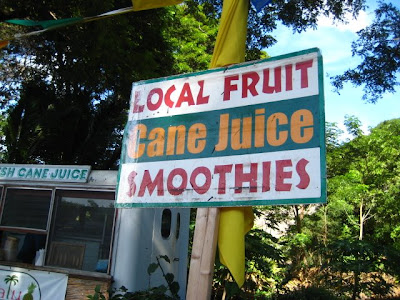 LOCAL FRUIT
Cane Juice
SMOOTHIES
SH CANE JUICE